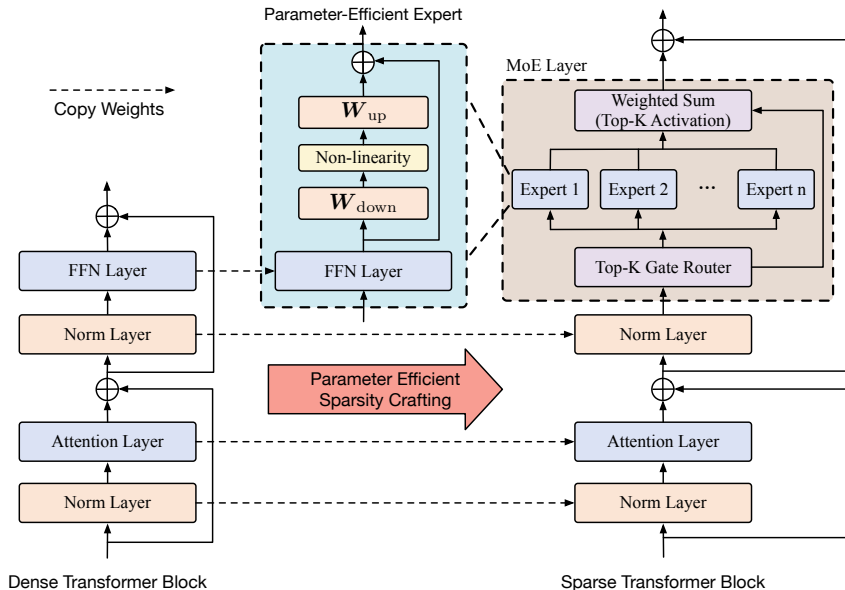 Parameter-Efficient Expert
Copy Weights
W up
Non-linearity
W down
FFN Layer
MoE Layer
Weighted Sum
(Top-K Activation)
Expert 1
Expert 2
...
Expert n
Top-K Gate Router
FFN Layer
Norm Layer
Attention Layer
Norm Layer
Dense Transformer Block
Parameter Efficient
Sparsity Crafting
Norm Layer
Attention Layer
Norm Layer
Sparse Transformer Block